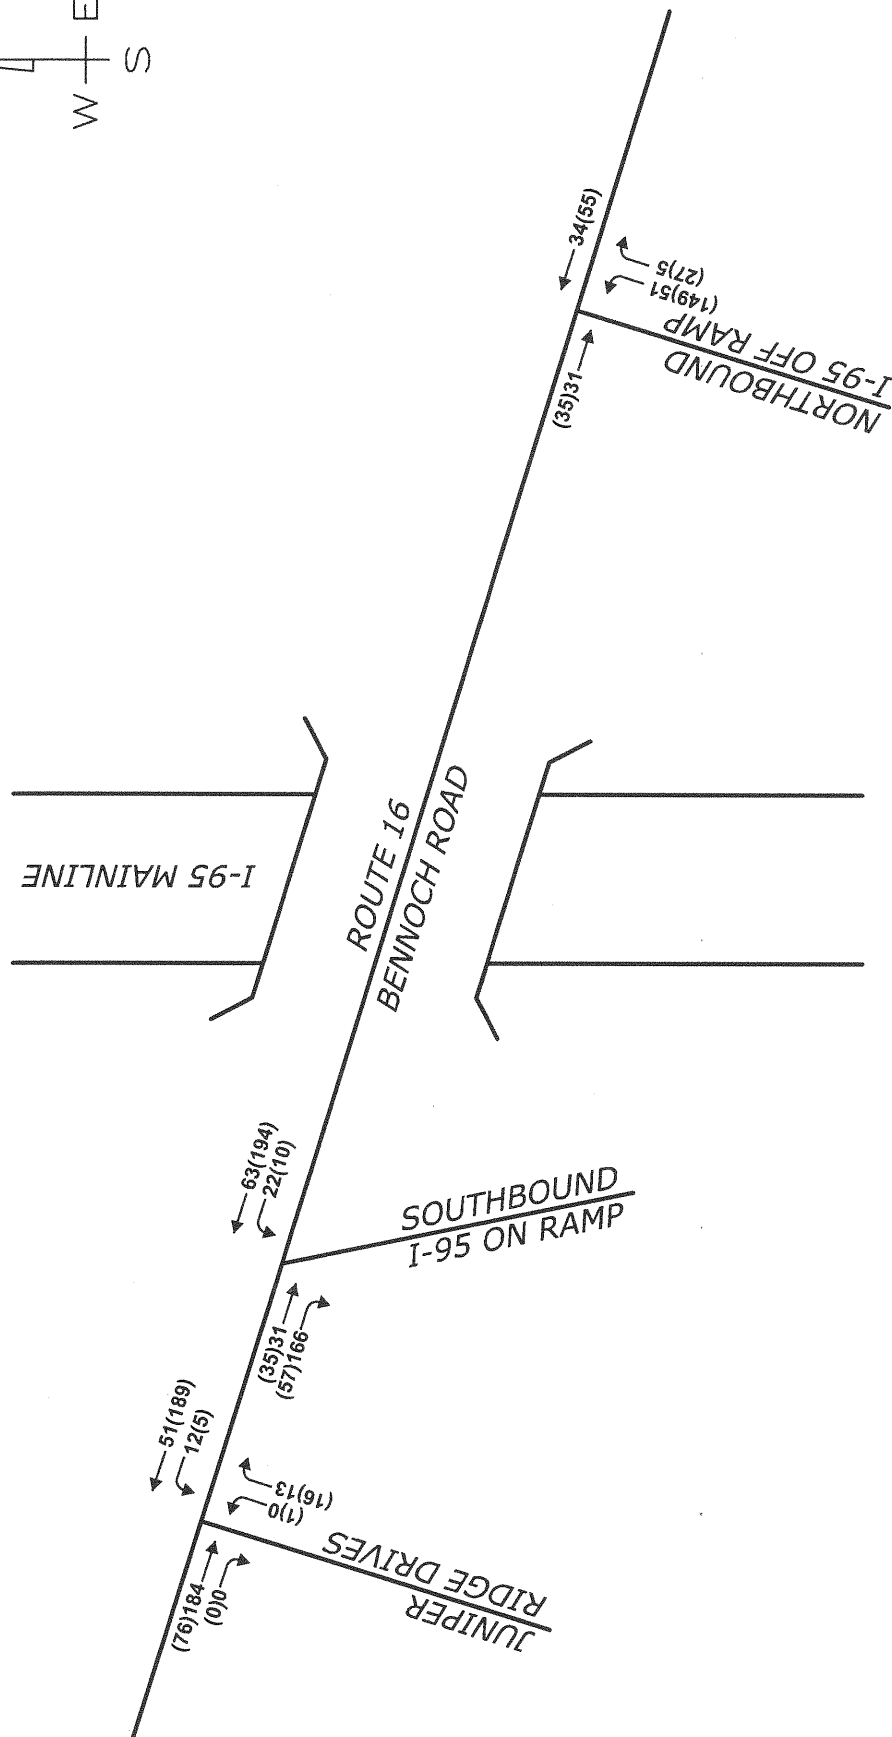 E
W
S
34(55)
(27)5
(149)51
NORTHBOUND
I-95 OFF RAMP
(35)31
I-95 MAINLINE
ROUTE 16
BENNOCH ROAD
63(194)
22(10)
SOUTHBOUND
I-95 ON RAMP
(35)31
(57)166
51(189)
12(5)
(16)13
(1)0
JUNIPER
RIDGE DRIVES
(76)184
(0)0